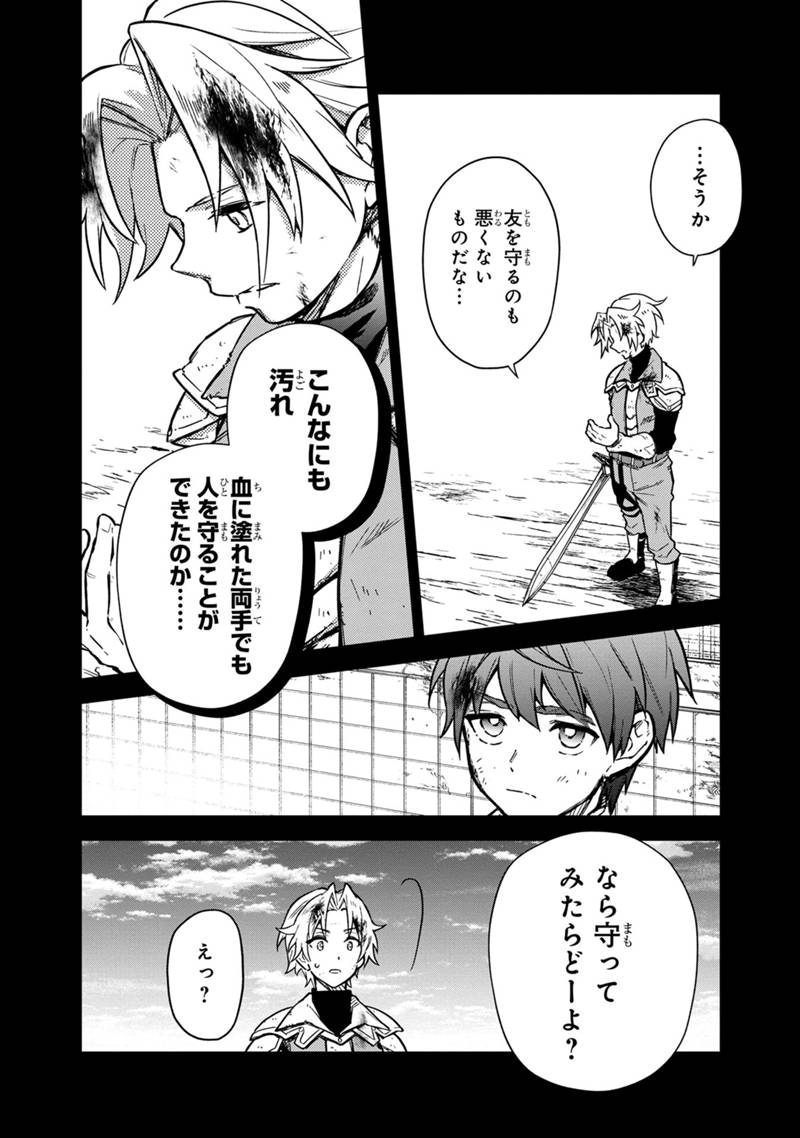 …そうか
友を守るのも
悪くない
ものだな…
こんなにも
汚れ
血に塗れた両手でも
人を守ることが
できたのか……
なら守って
みたらどーよ？
えっ？